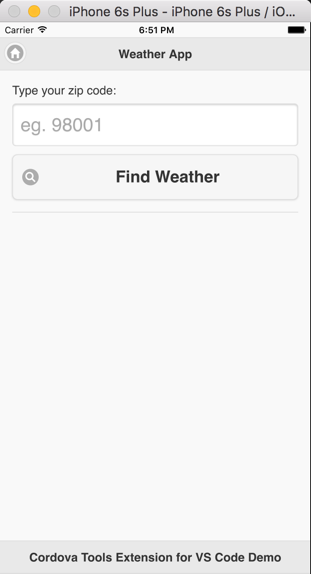 iPhone 6s Plus - iPhone 6s Plus / iO...
Carrier 6:51 PM
Weather App
Type your zip code:
eg. 98001
Find Weather
Cordova Tools Extension for VS Code Demo